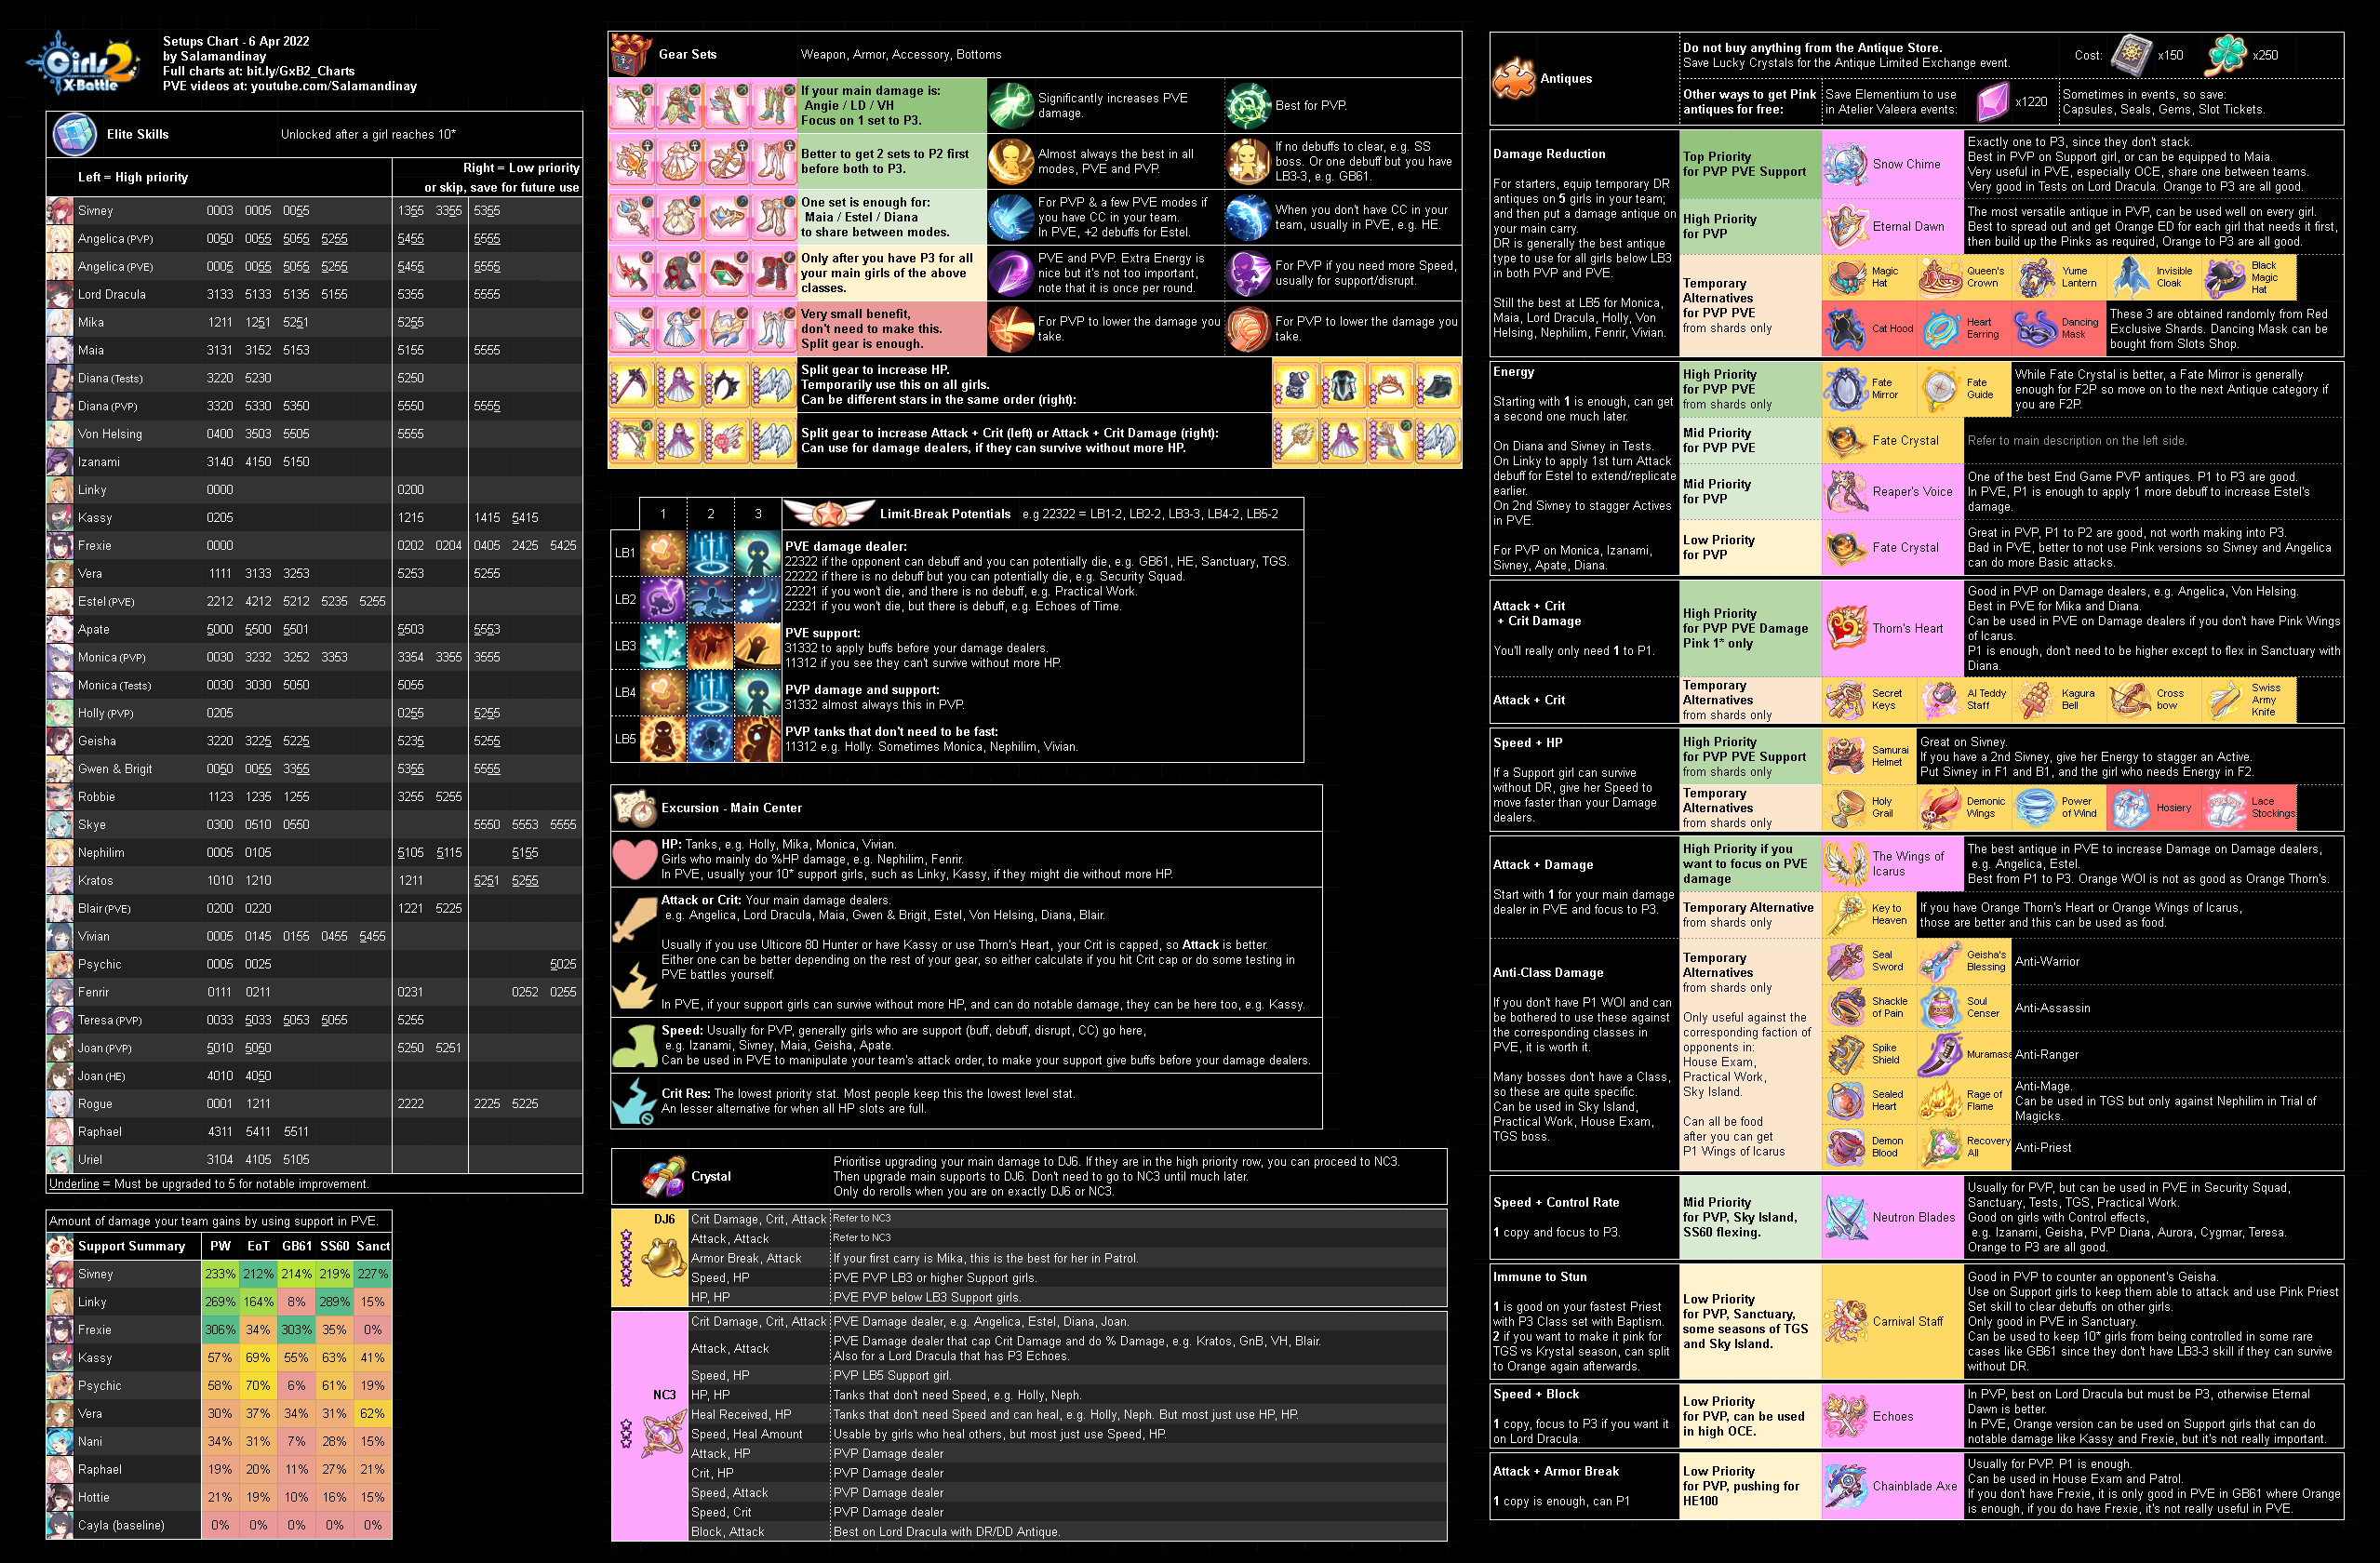 Girls 2
X-Battle
Setups Chart - 6 Apr 2022
by Salamandinay
Full charts at: bit.ly/GxB2_Charts
PVE videos at: youtube.com/Salamandinay
Elite Skills
Unlocked after a girl reaches 10*
Left = High priority
Right = Low priority
or skip, save for future use
Sivney 0003 0005 0055 1355 3355 5355
Angelica (PVP) 0050 0055 5055 5255 5455 5555
Angelica (PVE) 0005 0055 5055 5255 5455 5555
Lord Dracula 3133 5133 5135 5155 5355 5555
Mika 1211 1251 5251 5255
Maia 3131 3152 5153 5155 5555
Diana (Tests) 3220 5230 5250
Diana (PVP) 3320 5330 5350 5550 5555
Von Helsing 0400 3503 5505 5555
Izanami 3140 4150 5150
Linky 0000 0200
Kassy 0205 1215 1415 5415
Frexie 0000 0202 0204 0405 2425 5425
Vera 1111 3133 3253 5253 5255
Estel (PVE) 2212 4212 5212 5235 5255
Apate 5000 5500 5501 5503 5553
Monica (PVP) 0030 3232 3252 3353 3354 3355 3555
Monica (Tests) 0030 3030 5050 5055
Holly (PVP) 0205 0255 5255
Geisha 3220 3225 5225 5235 5255
Gwen & Brigit 0050 0055 3355 5355 5555
Robbie 1123 1235 1255 3255 5255
Skye 0300 0510 0550 5550 5553 5555
Nephilim 0005 0105 5105 5115 5155
Kratos 1010 1210 1211 5251 5255
Blair (PVE) 0200 0220 1221 5225
Vivian 0005 0145 0155 0455 5455
Psychic 0005 0025 5025
Fenrir 0111 0211 0231 0252 0255
Teresa (PVP) 0033 5033 5053 5055 5255
Joan (PVP) 5010 5050 5250 5251
Joan (HE) 4010 4050
Rogue 0001 1211 2222 2225 5225
Raphael 4311 5411 5511
Uriel 3104 4105 5105
Underline = Must be upgraded to 5 for notable improvement.
Amount of damage your team gains by using support in PVE.
Support Summary PW EoT GB61 SS60 Sanct
Sivney 233% 212% 214% 219% 227%
Linky 269% 164% 8% 289% 15%
Frexie 306% 34% 303% 35% 0%
Kassy 57% 69% 55% 63% 41%
Psychic 58% 70% 6% 61% 19%
Vera 30% 37% 34% 31% 62%
Nani 34% 31% 7% 28% 15%
Raphael 19% 20% 11% 27% 21%
Hottie 21% 19% 10% 16% 15%
Cayla (baseline) 0% 0% 0% 0% 0%
Gear Sets
Weapon, Armor, Accessory, Bottoms
If your main damage is:
Angie / LD / VH
Focus on 1 set to P3.
Significantly increases PVE
damage.
Best for PVP.
Better to get 2 sets to P2 first
before both to P3.
Almost always the best in all
modes, PVE and PVP.
If no debuffs to clear, e.g. SS
boss. Or one debuff but you have
LB3-3, e.g. GB61.
One set is enough for:
Maia / Estel / Diana
to share between modes.
For PVP & a few PVE modes if
you have CC in your team.
In PVE, +2 debuffs for Estel.
When you don't have CC in your
team, usually in PVE, e.g. HE.
Only after you have P3 for all
your main girls of the above
classes.
PVE and PVP. Extra Energy is
nice but it's not too important,
note that it is once per round.
For PVP if you need more Speed,
usually for support/disrupt.
Very small benefit,
don't need to make this.
Split gear is enough.
For PVP to lower the damage you
take.
For PVP to lower the damage you
take.
Split gear to increase HP.
Temporarily use this on all girls.
Can be different stars in the same order (right):
Split gear to increase Attack + Crit (left) or Attack + Crit Damage (right):
Can use for damage dealers, if they can survive without more HP.
1 2 3
Limit-Break Potentials e.g 22322 = LB1-2, LB2-2, LB3-3, LB4-2, LB5-2
LB1
LB2
LB3
LB4
LB5
PVE damage dealer:
22322 if the opponent can debuff and you can potentially die, e.g. GB61, HE, Sanctuary, TGS.
22222 if there is no debuff but you can potentially die, e.g. Security Squad.
22221 if you won't die, and there is no debuff, e.g. Practical Work.
22321 if you won't die, but there is debuff, e.g. Echoes of Time.
PVE support:
31332 to apply buffs before your damage dealers.
11312 if you see they can't survive without more HP.
PVP damage and support:
31332 almost always this in PVP.
PVP tanks that don't need to be fast:
11312 e.g. Holly. Sometimes Monica, Nephilim, Vivian.
Excursion - Main Center
HP: Tanks, e.g. Holly, Mika, Monica, Vivian.
Girls who mainly do %HP damage, e.g. Nephilim, Fenrir.
In PVE, usually your 10* support girls, such as Linky, Kassy, if they might die without more HP.
Attack or Crit: Your main damage dealers.
e.g. Angelica, Lord Dracula, Maia, Gwen & Brigit, Estel, Von Helsing, Diana, Blair.
Usually if you use Ulticore 80 Hunter or have Kassy or use Thorn's Heart, your Crit is capped, so Attack is better.
Either one can be better depending on the rest of your gear, so either calculate if you hit Crit cap or do some testing in
PVE battles yourself.
In PVE, if your support girls can survive without more HP, and can do notable damage, they can be here too, e.g. Kassy.
Speed: Usually for PVP, generally girls who are support (buff, debuff, disrupt, CC) go here,
e.g. Izanami, Sivney, Maia, Geisha, Apate.
Can be used in PVE to manipulate your team's attack order, to make your support give buffs before your damage dealers.
Crit Res: The lowest priority stat. Most people keep this the lowest level stat.
An lesser alternative for when all HP slots are full.
Crystal
Prioritise upgrading your main damage to DJ6. If they are in the high priority row, you can proceed to NC3.
Then upgrade main supports to DJ6. Don't need to go to NC3 until much later.
Only do rerolls when you are on exactly DJ6 or NC3.
DJ6
Crit Damage, Crit, Attack Refer to NC3
Attack, Attack Refer to NC3
Armor Break, Attack If your first carry is Mika, this is the best for her in Patrol.
Speed, HP PVE PVP LB3 or higher Support girls.
HP, HP PVE PVP below LB3 Support girls.
NC3
Crit Damage, Crit, Attack PVE Damage dealer, e.g. Angelica, Estel, Diana, Joan.
Attack, Attack PVE Damage dealer that cap Crit Damage and do % Damage, e.g. Kratos, GnB, VH, Blair.
Also for a Lord Dracula that has P3 Echoes.
Speed, HP PVP LB5 Support girl.
HP, HP Tanks that don't need Speed, e.g. Holly, Neph.
Heal Received, HP Tanks that don't need Speed and can heal, e.g. Holly, Neph. But most just use HP, HP.
Speed, Heal Amount Usable by girls who heal others, but most just use Speed, HP.
Attack, HP PVP Damage dealer
Crit, HP PVP Damage dealer
Speed, Attack PVP Damage dealer
Speed, Crit PVP Damage dealer
Block, Attack Best on Lord Dracula with DR/DD Antique.
Antiques
Do not buy anything from the Antique Store.
Save Lucky Crystals for the Antique Limited Exchange event.
Cost: x150 x250
Other ways to get Pink
antiques for free:
Save Elementium to use
in Atelier Valeera events:
x1220
Sometimes in events, so save:
Capsules, Seals, Gems, Slot Tickets.
Damage Reduction
For starters, equip temporary DR
antiques on 5 girls in your team;
and then put a damage antique on
your main carry.
DR is generally the best antique
type to use for all girls below LB3
in both PVP and PVE.
Still the best at LB5 for Monica,
Maia, Lord Dracula, Holly, Von
Helsing, Nephilim, Fenrir, Vivian.
Top Priority
for PVP PVE Support
Snow Chime
Exactly one to P3, since they don't stack.
Best in PVP on Support girl, or can be equipped to Maia.
Very useful in PVE, especially OCE, share one between teams.
Very good in Tests on Lord Dracula. Orange to P3 are all good.
High Priority
for PVP
Eternal Dawn
The most versatile antique in PVP, can be used well on every girl.
Best to spread out and get Orange ED for each girl that needs it first,
then build up the Pinks as required, Orange to P3 are all good.
Temporary
Alternatives
for PVP PVE
from shards only
Magic
Hat
Queen's
Crown
Yume
Lantern
Invisible
Cloak
Black
Magic
Hat
Cat Hood
Heart
Earring
Dancing
Mask
These 3 are obtained randomly from Red
Exclusive Shards. Dancing Mask can be
bought from Slots Shop.
Energy
Starting with 1 is enough, can get
a second one much later.
On Diana and Sivney in Tests.
On Linky to apply 1st turn Attack
debuff for Estel to extend/replicate
earlier.
On 2nd Sivney to stagger Actives
in PVE.
For PVP on Monica, Izanami,
Sivney, Apate, Diana.
High Priority
for PVP PVE
from shards only
Fate
Mirror
Fate
Guide
While Fate Crystal is better, a Fate Mirror is generally
enough for F2P so move on to the next Antique category if
you are F2P.
Mid Priority
for PVP PVE
Fate Crystal
Refer to main description on the left side.
Mid Priority
for PVP
Reaper's Voice
One of the best End Game PVP antiques. P1 to P3 are good.
In PVE, P1 is enough to apply 1 more debuff to increase Estel's
damage.
Low Priority
for PVP
Fate Crystal
Great in PVP, P1 to P2 are good, not worth making into P3.
Bad in PVE, better to not use Pink versions so Sivney and Angelica
can do more Basic attacks.
Attack + Crit
+ Crit Damage
You'll really only need 1 to P1.
High Priority
for PVP PVE Damage
Pink 1* only
Thorn's Heart
Good in PVP on Damage dealers, e.g. Angelica, Von Helsing.
Best in PVE for Mika and Diana.
Can be used in PVE on Damage dealers if you don't have Pink Wings
of Icarus.
P1 is enough, don't need to be higher except to flex in Sanctuary with
Diana.
Attack + Crit
Temporary
Alternatives
from shards only
Secret
Keys
AI Teddy
Staff
Kagura
Bell
Cross
bow
Swiss
Army
Knife
Speed + HP
If a Support girl can survive
without DR, give her Speed to
move faster than your Damage
dealers.
High Priority
for PVP PVE Support
from shards only
Samurai
Helmet
Great on Sivney.
If you have a 2nd Sivney, give her Energy to stagger an Active.
Put Sivney in F1 and B1, and the girl who needs Energy in F2.
Temporary
Alternatives
from shards only
Holy
Grail
Demonic
Wings
Power
of Wind
Hosiery
Lace
Stockings
Attack + Damage
Start with 1 for your main damage
dealer in PVE and focus to P3.
High Priority if you
want to focus on PVE
damage
The Wings of
Icarus
The best antique in PVE to increase Damage on Damage dealers,
e.g. Angelica, Estel.
Best from P1 to P3. Orange WOI is not as good as Orange Thorn's.
Temporary Alternative
from shards only
Key to
Heaven
If you have Orange Thorn's Heart or Orange Wings of Icarus,
those are better and this can be used as food.
Anti-Class Damage
If you don't have P1 WOI and can
be bothered to use these against
the corresponding classes in
PVE, it is worth it.
Many bosses don't have a Class,
so these are quite specific.
Can be used in Sky Island,
Practical Work, House Exam,
TGS boss.
Temporary
Alternatives
from shards only
Only useful against the
corresponding faction of
opponents in:
House Exam,
Practical Work,
Sky Island.
Can all be food
after you can get
P1 Wings of Icarus
Seal
Sword
Geisha's
Blessing
Anti-Warrior
Shackle
of Pain
Soul
Censer
Anti-Assassin
Spike
Shield
Muramasa
Anti-Ranger
Sealed
Heart
Rage of
Flame
Anti-Mage.
Can be used in TGS but only against Nephilim in Trial of
Magicks.
Demon
Blood
Recovery
All
Anti-Priest
Speed + Control Rate
1 copy and focus to P3.
Mid Priority
for PVP, Sky Island,
SS60 flexing.
Neutron Blades
Usually for PVP, but can be used in PVE in Security Squad,
Sanctuary, Tests, TGS, Practical Work.
Good on girls with Control effects,
e.g. Izanami, Geisha, PVP Diana, Aurora, Cygmar, Teresa.
Orange to P3 are all good.
Immune to Stun
1 is good on your fastest Priest
with P3 Class set with Baptism.
2 if you want to make it pink for
TGS vs Krystal season, can split
to Orange again afterwards.
Low Priority
for PVP, Sanctuary,
some seasons of TGS
and Sky Island.
Carnival Staff
Good in PVP to counter an opponent's Geisha.
Use on Support girls to keep them able to attack and use Pink Priest
Set skill to clear debuffs on other girls.
Only good in PVE in Sanctuary.
Can be used to keep 10* girls from being controlled in some rare
cases like GB61 since they don't have LB3-3 skill if they can survive
without DR.
Speed + Block
1 copy, focus to P3 if you want it
on Lord Dracula.
Low Priority
for PVP, can be used
in high OCE.
Echoes
In PVP, best on Lord Dracula but must be P3, otherwise Eternal
Dawn is better.
In PVE, Orange version can be used on Support girls that can do
notable damage like Kassy and Frexie, but it's not really important.
Attack + Armor Break
1 copy is enough, can P1
Low Priority
for PVP, pushing for
HE100
Chainblade Axe
Usually for PVP. P1 is enough.
Can be used in House Exam and Patrol.
If you don't have Frexie, it is only good in PVE in GB61 where Orange
is enough, if you do have Frexie, it's not really useful in PVE.